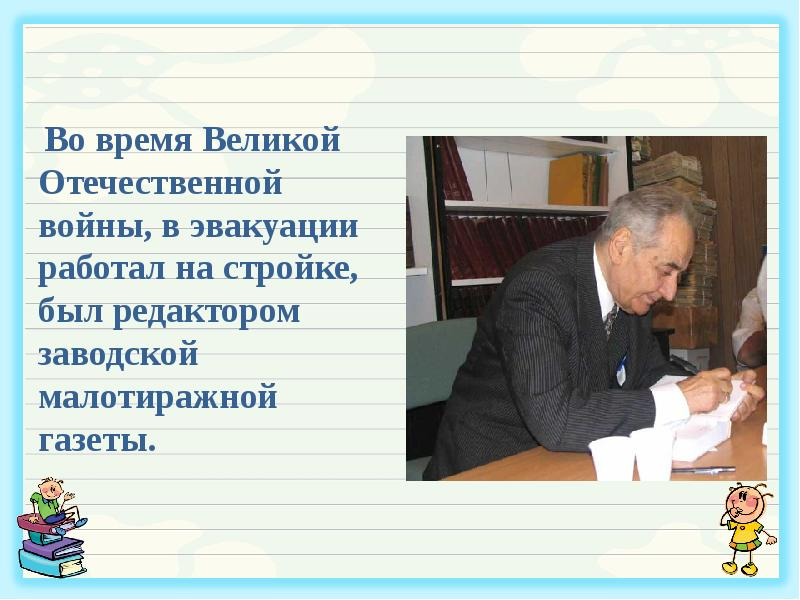 Во время Великой
Отечественной
войны, в эвакуации
работал на стройке,
был редактором
заводской
малотиражной
газеты.